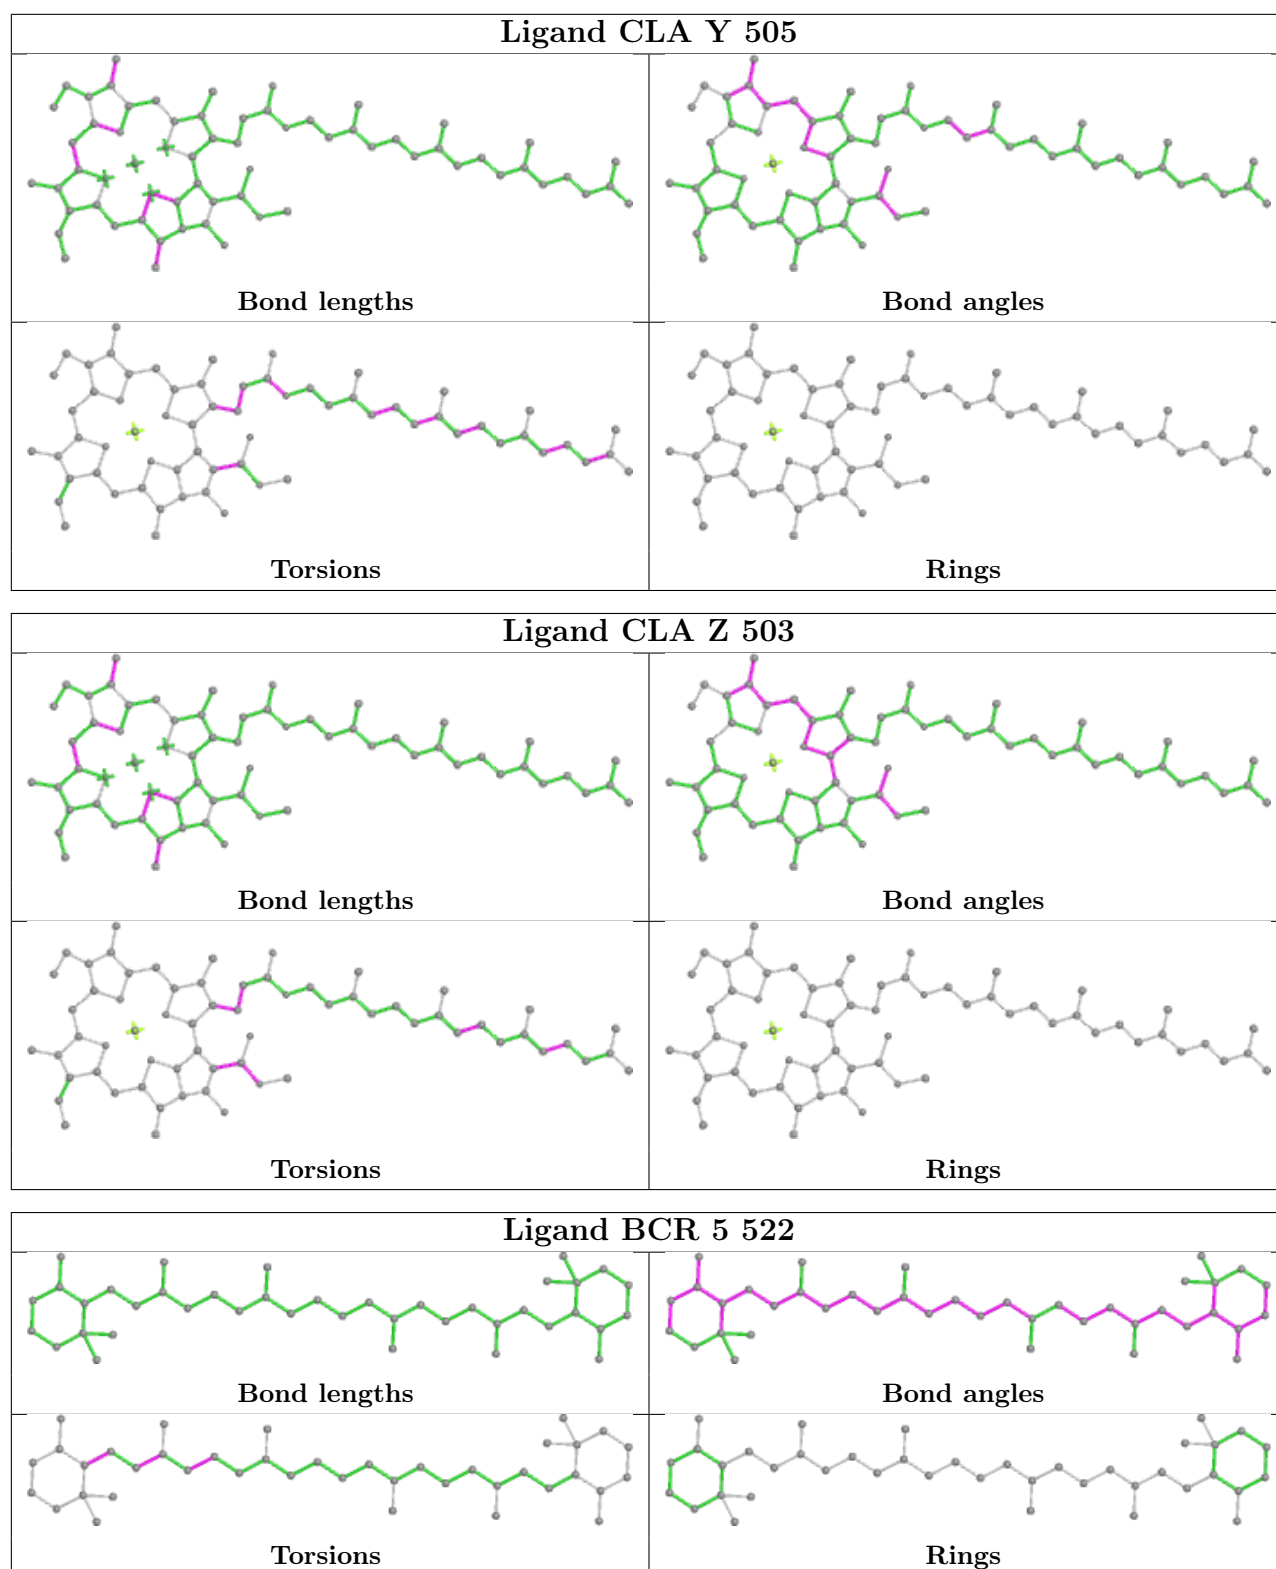 Ligand CLA Y 505
Bond lengths
Bond angles
Torsions
Rings
Ligand CLA Z 503
Bond lengths
Bond angles
Torsions
Rings
Ligand BCR 5 522
Bond lengths
Bond angles
Torsions
Rings